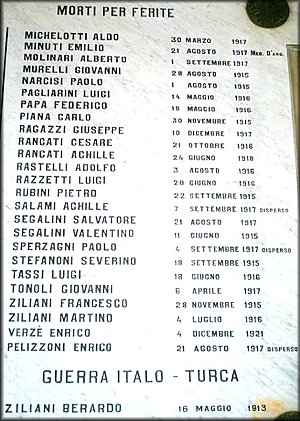 MORTI PER FERITE
MICHELOTTI ALDO 30 MARZO 1917
MINUTI EMILIO 21 AGOSTO 1917 MED. D'ARG.
MOLINARI ALBERTO 1 SETTEMBRE 1917
MURELLI GIOVANNI 28 AGOSTO 1915
NARCISI PAOLO 1 AGOSTO 1915
PAGLIARINI LUIGI 14 MAGGIO 1916
PAPA FEDERICO 18 MAGGIO 1916
PIANA CARLO 30 NOVEMBRE 1915
RAGAZZI GIUSEPPE 10 DICEMBRE 1917
RANCATI CESARE 21 OTTOBRE 1916
RANCATI ACHILLE 24 GIUGNO 1918
RASTELLI ADOLFO 3 AGOSTO 1916
RAZZETTI LUIGI 20 GIUGNO 1916
RUBINI PIETRO 22 SETTEMBRE 1915
SALAMI ACHILLE 7 SETTEMBRE 1917 DISPERSO
SEGALINI SALVATORE 21 AGOSTO 1917
SEGALINI VALENTINO 11 GIUGNO 1915
SPERZAGNI PAOLO 4 SETTEMBRE 1917 DISPERSO
STEFANONI SEVERINO 18 SETTEMBRE 1915
TASSI LUIGI 18 GIUGNO 1916
TONOLI GIOVANNI 6 APRILE 1917
ZILIANI FRANCESCO 28 NOVEMBRE 1915
ZILIANI MARTINO 4 LUGLIO 1916
VERZÈ ENRICO 4 DICEMBRE 1921
PELIZZONI ENRICO 21 AGOSTO 1917 DISPERSO
GUERRA ITALO - TURCA
ZILIANI BERARDO 16 MAGGIO 1913